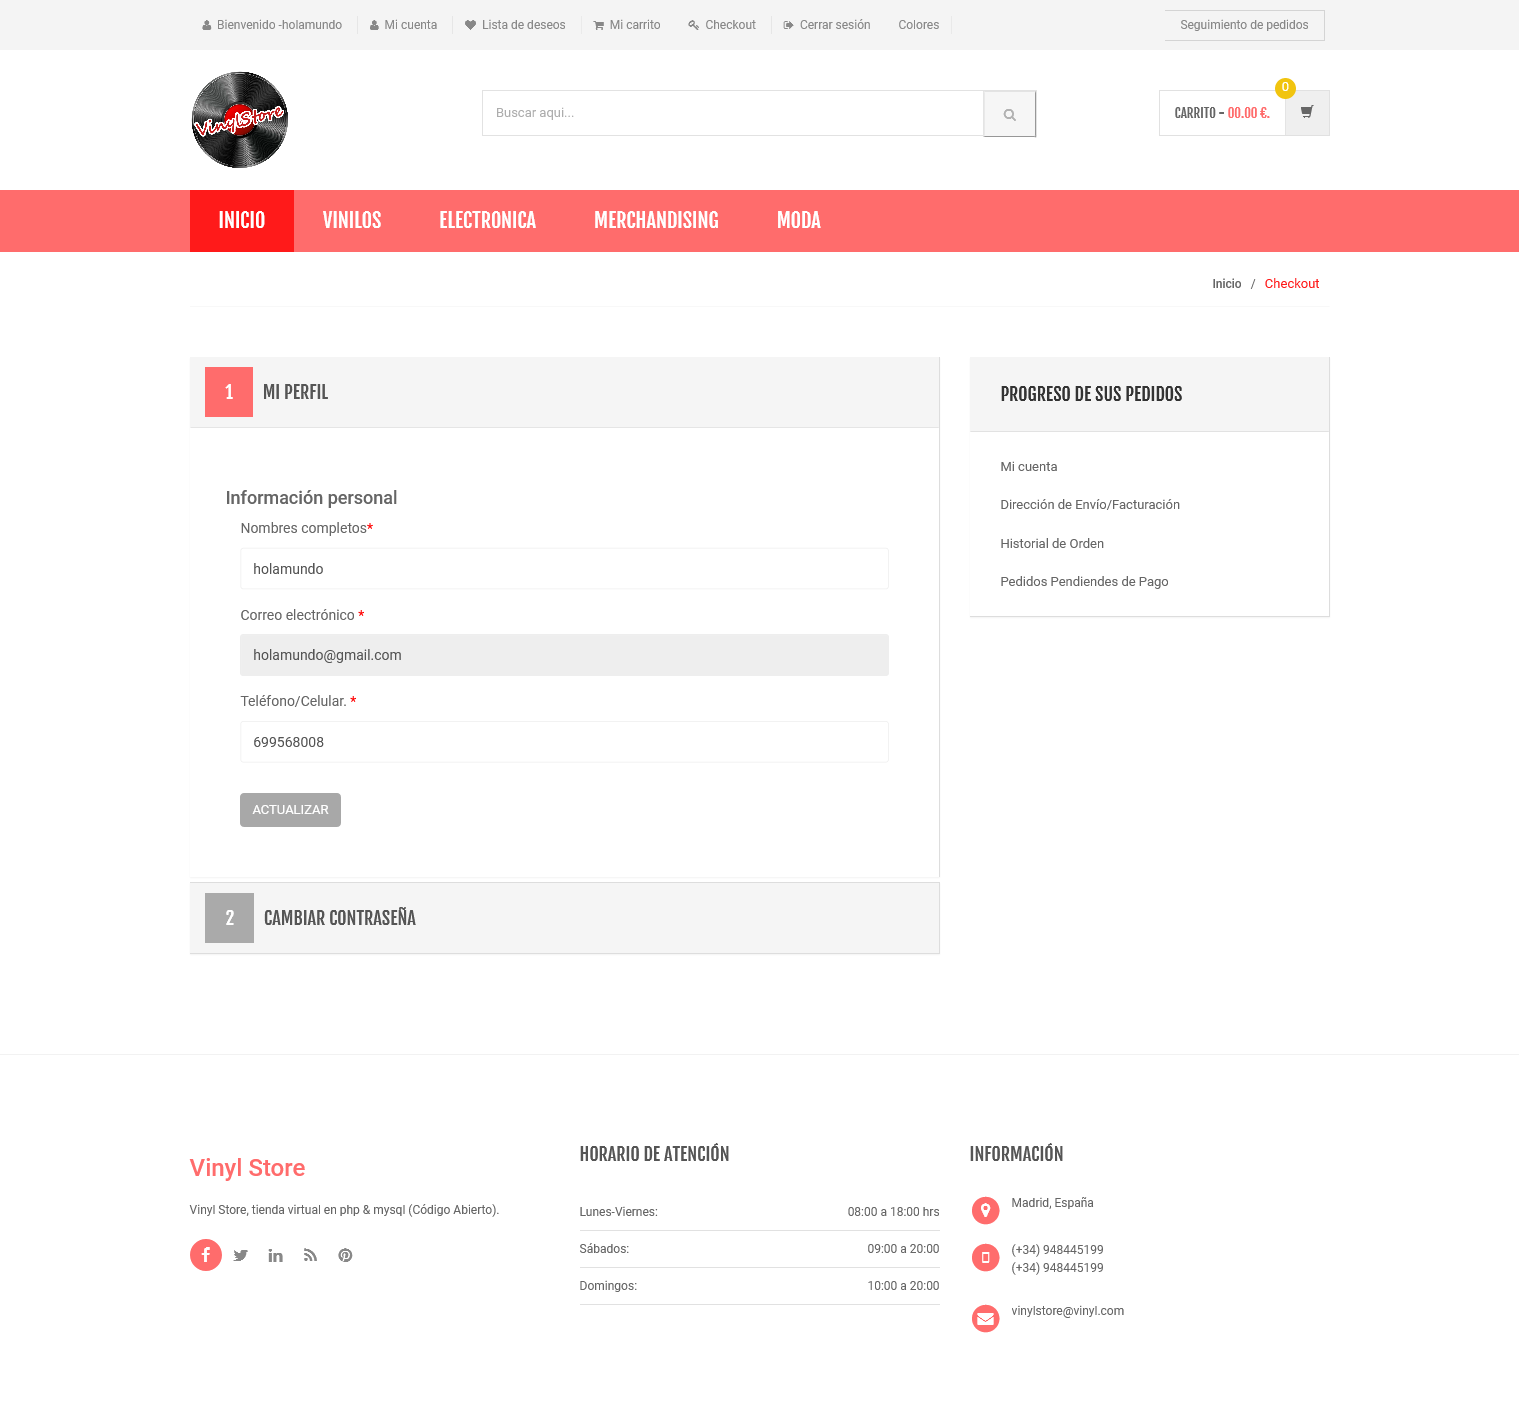 Bienvenido -holamundo Mi cuenta Lista de deseos Mi carrito Checkout Cerrar sesión Colores Seguimiento de pedidos
VinylStore
Buscar aqui...
0
CARRITO - 00.00 €.
INICIO VINILOS ELECTRONICA MERCHANDISING MODA
Inicio / Checkout
1 MI PERFIL
Información personal
Nombres completos*
holamundo
Correo electrónico *
holamundo@gmail.com
Teléfono/Celular. *
699568008
ACTUALIZAR
2 CAMBIAR CONTRASEÑA
PROGRESO DE SUS PEDIDOS
Mi cuenta
Dirección de Envío/Facturación
Historial de Orden
Pedidos Pendiendes de Pago
Vinyl Store
Vinyl Store, tienda virtual en php & mysql (Código Abierto).
HORARIO DE ATENCIÓN
Lunes-Viernes: 08:00 a 18:00 hrs
Sábados: 09:00 a 20:00
Domingos: 10:00 a 20:00
INFORMACIÓN
Madrid, España
(+34) 948445199
(+34) 948445199
vinylstore@vinyl.com